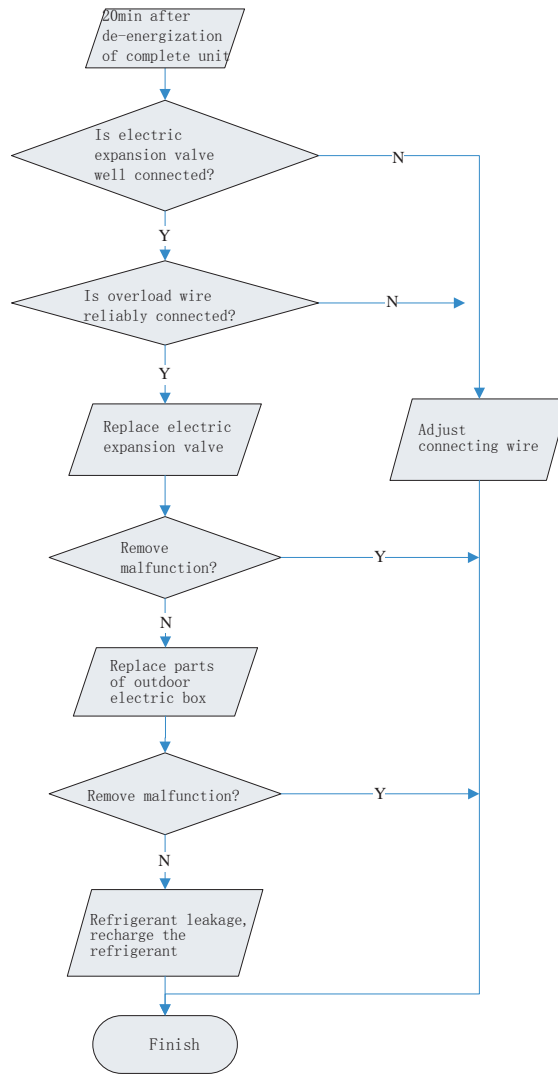 20min after
de-energization
of complete unit
Is electric
expansion valve
well connected?
N
Y
Is overload wire
reliably connected?
N
Y
Replace electric
expansion valve
Adjust
connecting wire
Remove
malfunction?
Y
N
Replace parts
of outdoor
electric box
Remove malfunction?
Y
N
Refrigerant leakage,
recharge the
refrigerant
Finish